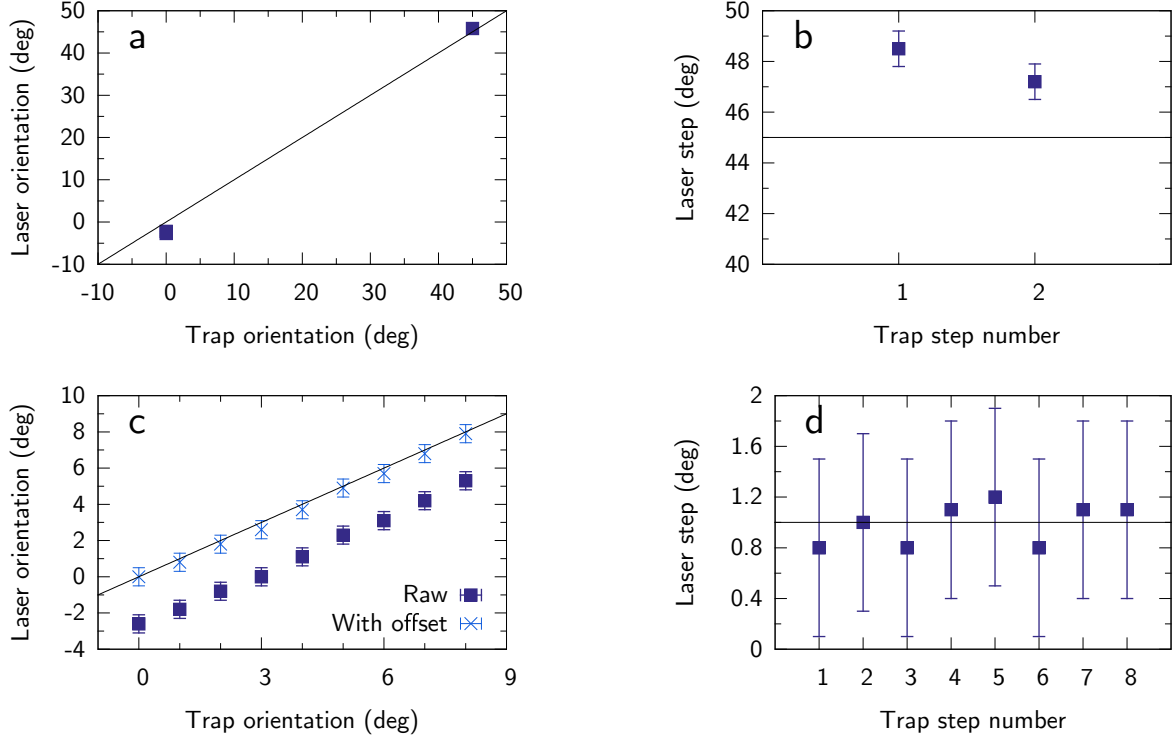 a
Laser orientation (deg)
50
40
30
20
10
0
-10
-10 0 10 20 30 40 50
Trap orientation (deg)
b
Laser step (deg)
50
48
46
44
42
40
1 2
Trap step number
c
Laser orientation (deg)
10
8
6
4
2
0
-2
-4
Raw
With offset
0 3 6 9
Trap orientation (deg)
d
Laser step (deg)
2
1.6
1.2
0.8
0.4
0
1 2 3 4 5 6 7 8
Trap step number